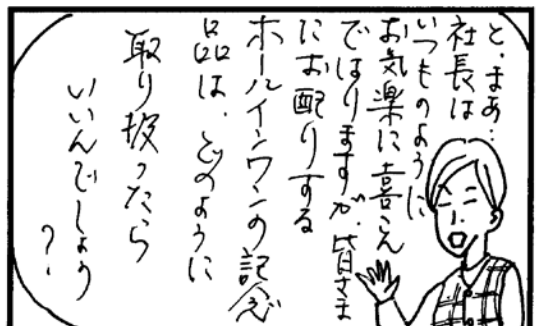 と、まあ…
社長は
いつものように
お気楽に喜こん
ではりますが、皆さま
にお配りする
ホールインワンの記念
品は、どのように
取り扱ったら
いいんでしょう
?